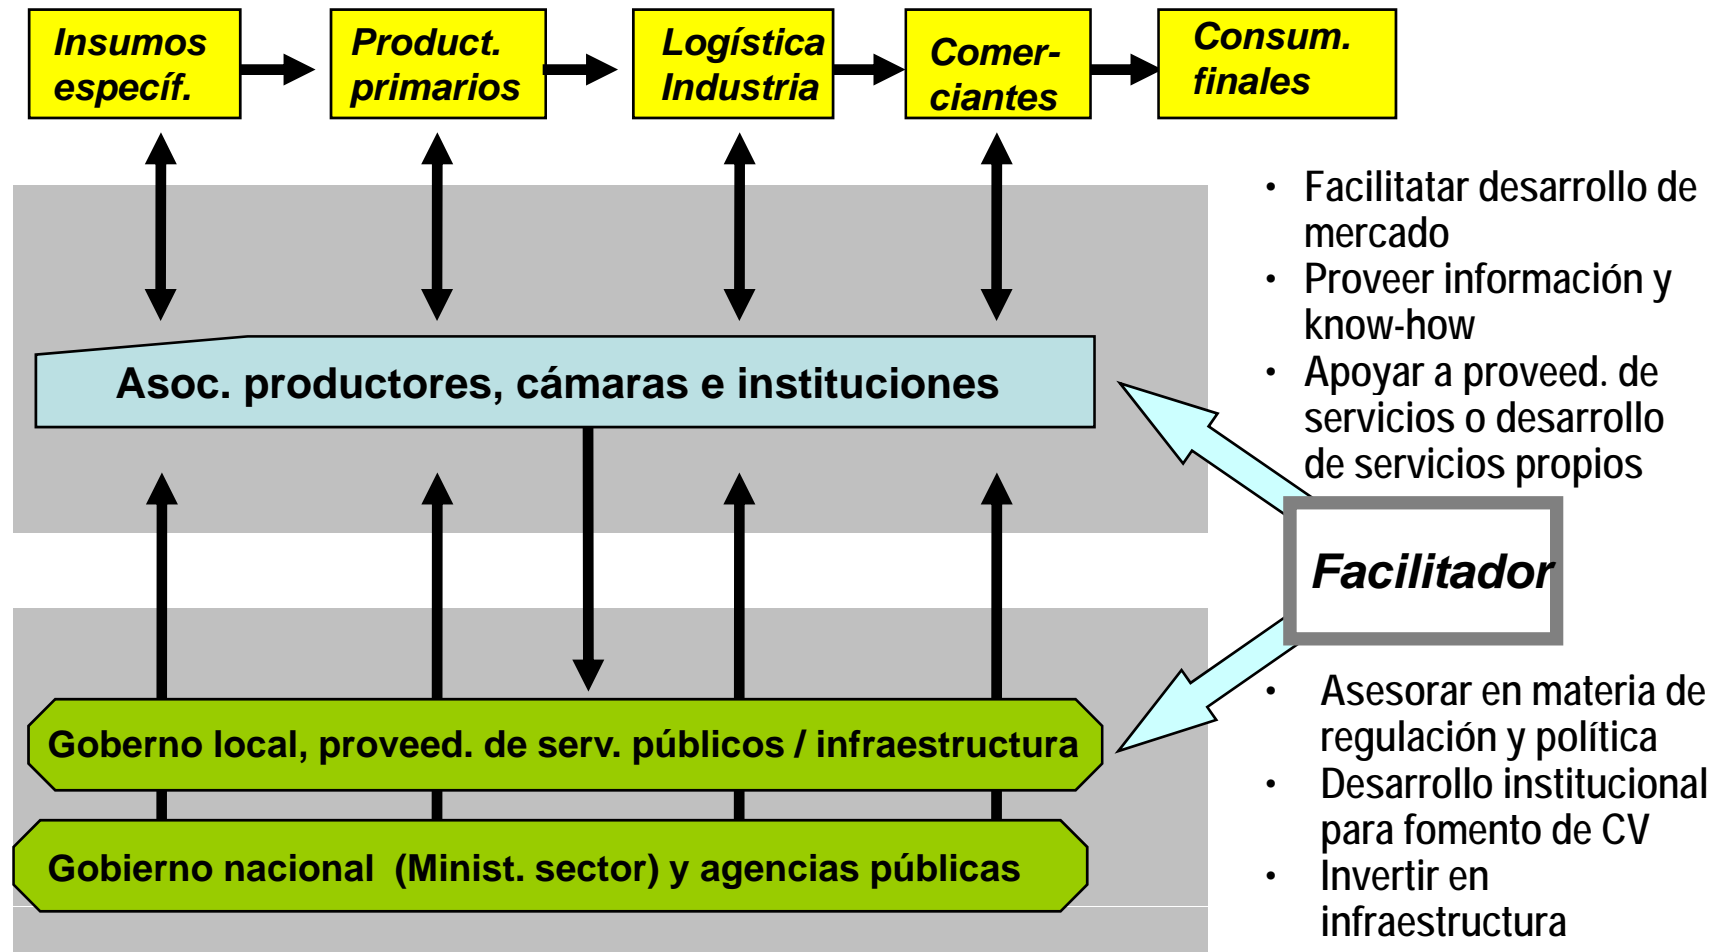 Insumos
específ.
Product.
primarios
Logística
Industria
Comer-
ciantes
Consum.
finales
• Facilitatar desarrollo de
mercado
• Proveer información y
know-how
• Apoyar a proveed. de
servicios o desarrollo
de servicios propios
Asoc. productores, cámaras e instituciones
Facilitador
Goberno local, proveed. de serv. públicos / infraestructura
Gobierno nacional (Minist. sector) y agencias públicas
• Asesorar en materia de
regulación y política
• Desarrollo institucional
para fomento de CV
• Invertir en
infraestructura